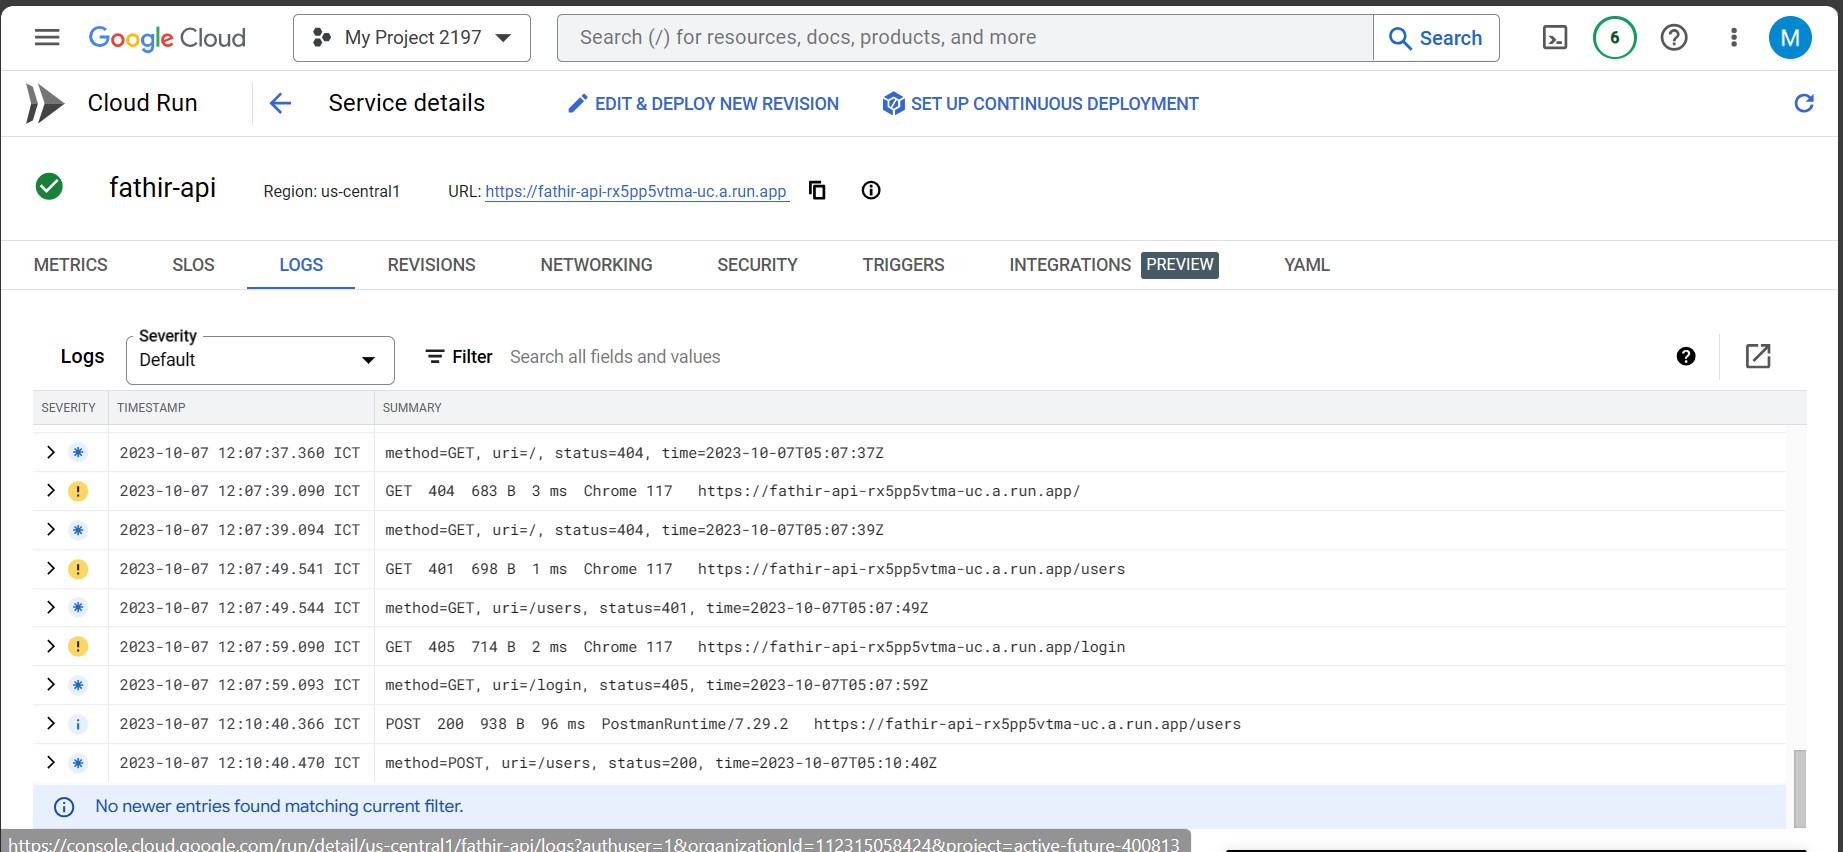 Google Cloud My Project 2197 Search (/) for resources, docs, products, and more Search 6 M
Cloud Run Service details EDIT & DEPLOY NEW REVISION SET UP CONTINUOUS DEPLOYMENT
fathir-api Region: us-central1 URL: https://fathir-api-rx5pp5vtma-uc.a.run.app
METRICS SLOS LOGS REVISIONS NETWORKING SECURITY TRIGGERS INTEGRATIONS PREVIEW YAML
Severity
Logs Default Filter Search all fields and values
SEVERITY TIMESTAMP SUMMARY
2023-10-07 12:07:37.360 ICT method=GET, uri=/, status=404, time=2023-10-07T05:07:37Z
2023-10-07 12:07:39.090 ICT GET 404 683 B 3 ms Chrome 117 https://fathir-api-rx5pp5vtma-uc.a.run.app/
2023-10-07 12:07:39.094 ICT method=GET, uri=/, status=404, time=2023-10-07T05:07:39Z
2023-10-07 12:07:49.541 ICT GET 401 698 B 1 ms Chrome 117 https://fathir-api-rx5pp5vtma-uc.a.run.app/users
2023-10-07 12:07:49.544 ICT method=GET, uri=/users, status=401, time=2023-10-07T05:07:49Z
2023-10-07 12:07:59.090 ICT GET 405 714 B 2 ms Chrome 117 https://fathir-api-rx5pp5vtma-uc.a.run.app/login
2023-10-07 12:07:59.093 ICT method=GET, uri=/login, status=405, time=2023-10-07T05:07:59Z
2023-10-07 12:10:40.366 ICT POST 200 938 B 96 ms PostmanRuntime/7.29.2 https://fathir-api-rx5pp5vtma-uc.a.run.app/users
2023-10-07 12:10:40.470 ICT method=POST, uri=/users, status=200, time=2023-10-07T05:10:40Z
No newer entries found matching current filter.
https://console.cloud.google.com/run/detail/us-central1/fathir-api/logs?authuser=1&organizationId=112315058424&project=active-future-400813